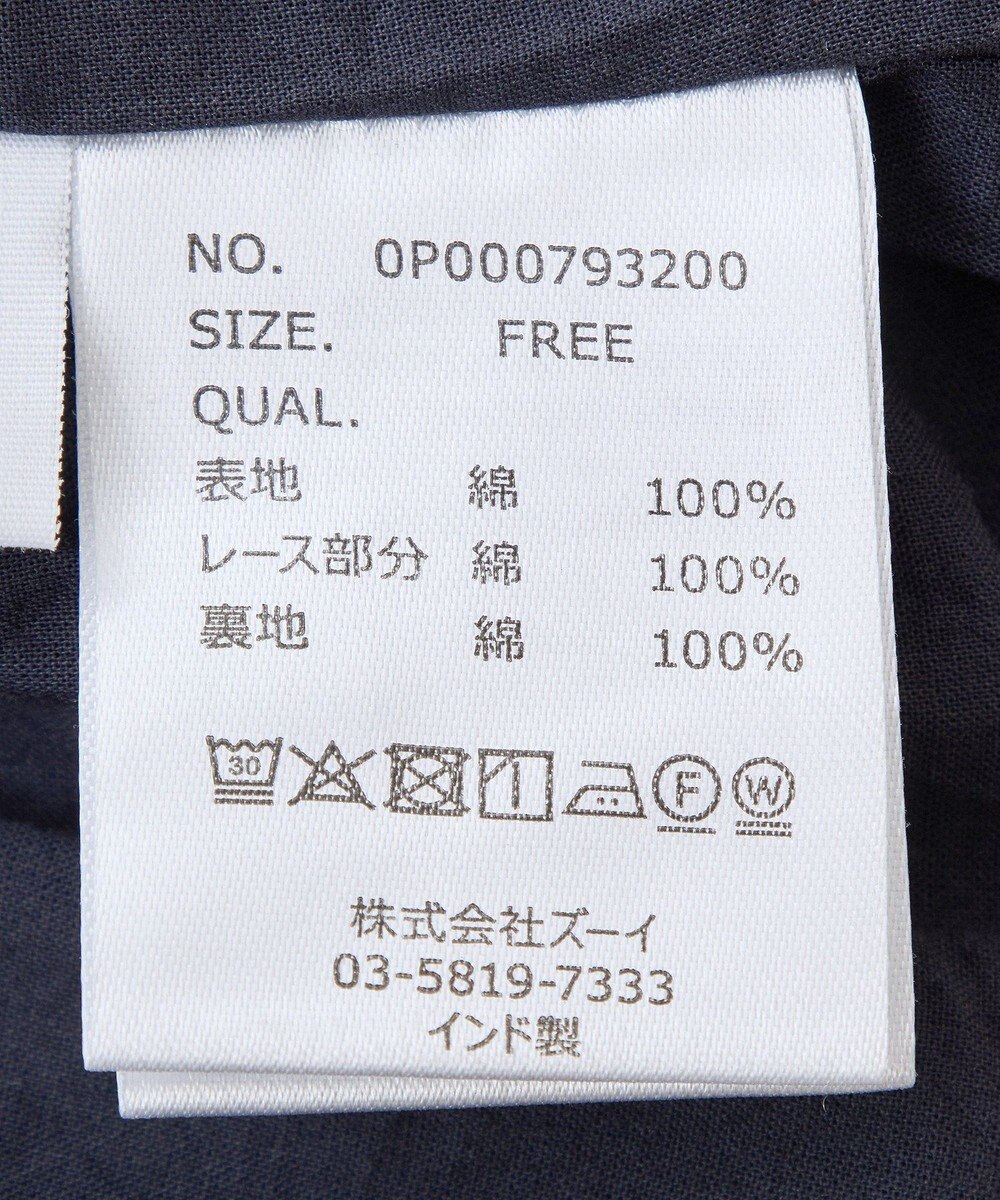 NO. 0P000793200
SIZE. FREE
QUAL.
表地 綿 100%
レース部分 綿 100%
裏地 綿 100%
30 F W
株式会社ズーイ
03-5819-7333
インド製